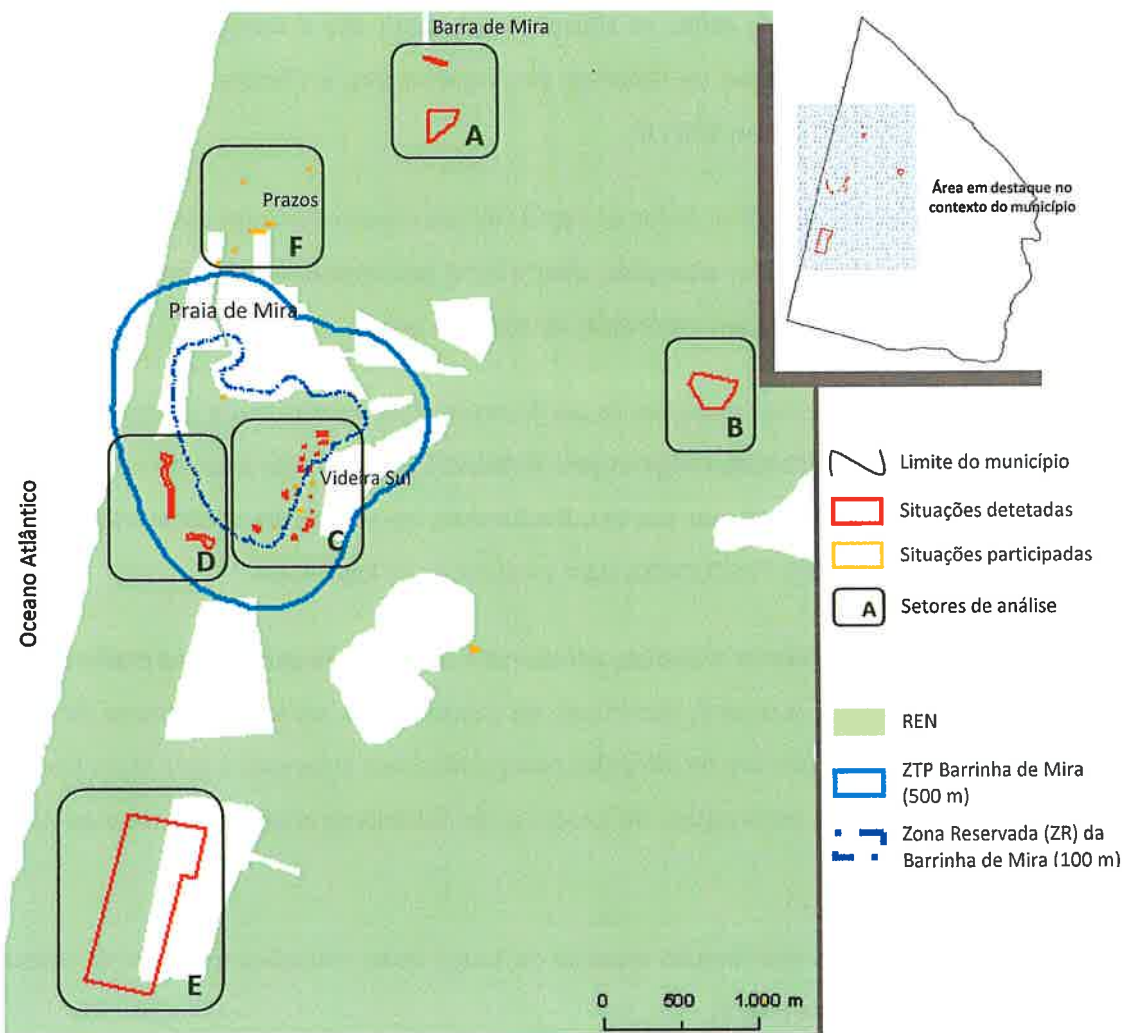 Barra de Mira
A
Prazos
F
Praia de Mira
B
Videira Sul
D
C
Oceano Atlântico
E
0 500 1.000 m
Área em destaque no
contexto do município
Limite do município
Situações detetadas
Situações participadas
A
Setores de análise
REN
ZTP Barrinha de Mira
(500 m)
Zona Reservada (ZR) da
Barrinha de Mira (100 m)